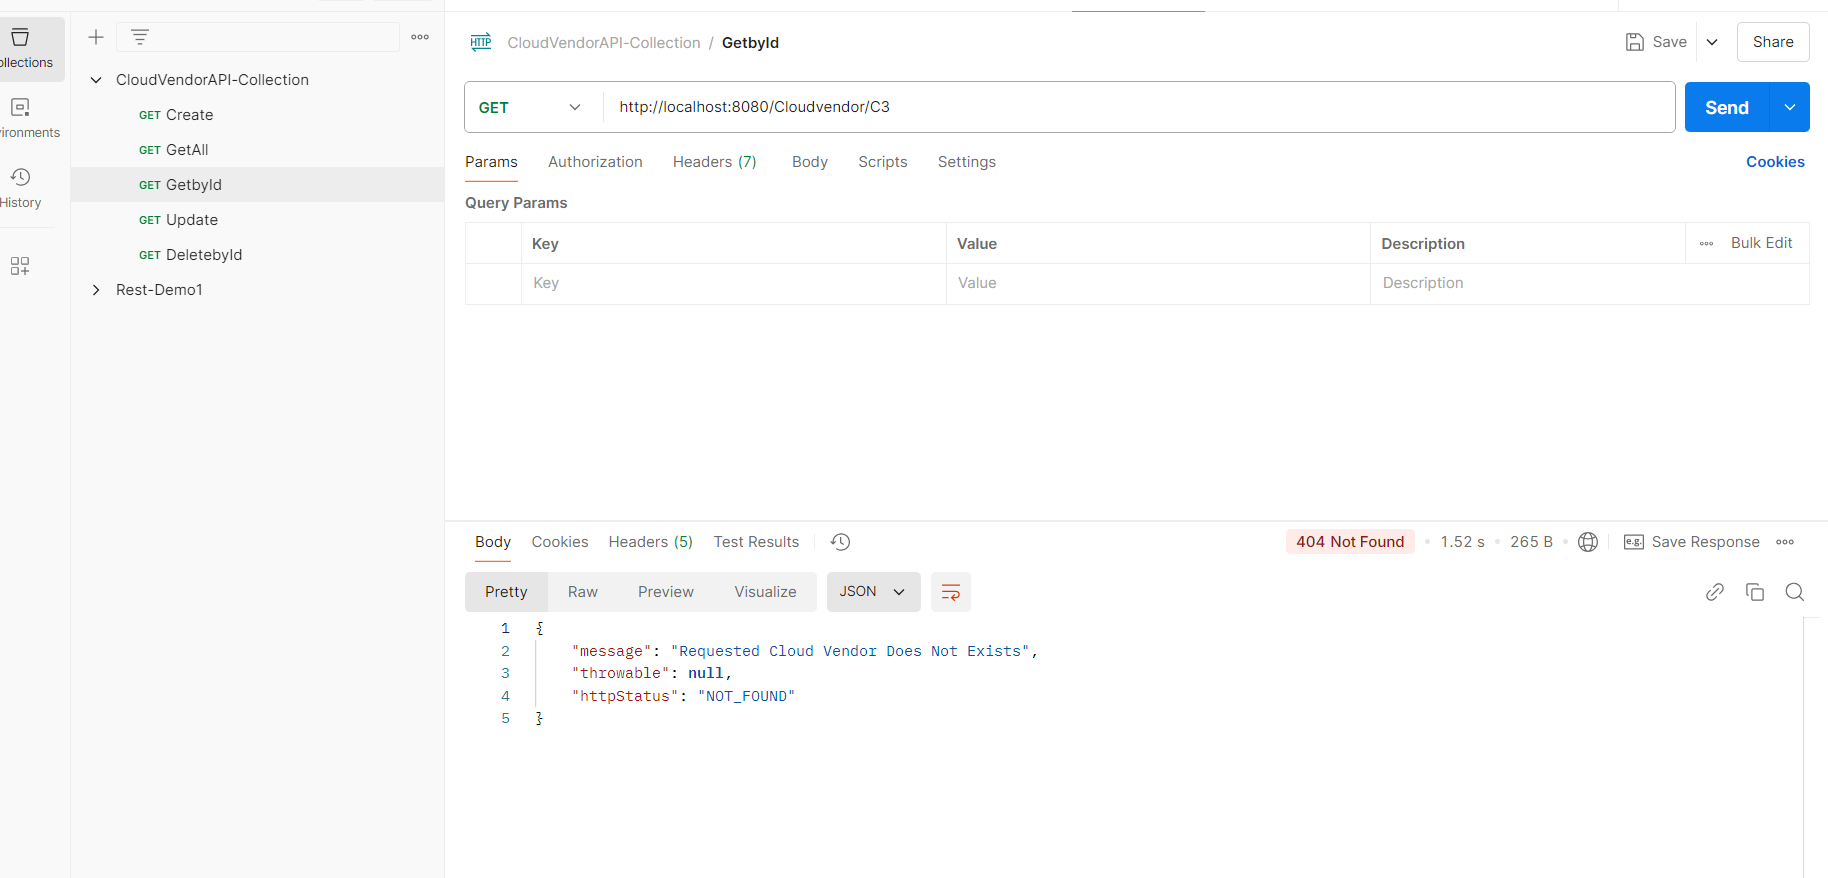 ollections
ironments
History
CloudVendorAPI-Collection
GET Create
GET GetAll
GET GetbyId
GET Update
GET DeletebyId
Rest-Demo1
HTTP CloudVendorAPI-Collection / GetbyId
Save
Share
GET http://localhost:8080/Cloudvendor/C3
Send
Params Authorization Headers (7) Body Scripts Settings
Cookies
Query Params
Key Value Description Bulk Edit
Key Value Description
Body Cookies Headers (5) Test Results
404 Not Found • 1.52 s • 265 B • e.g. Save Response
Pretty Raw Preview Visualize JSON
1 {
2 "message": "Requested Cloud Vendor Does Not Exists",
3 "throwable": null,
4 "httpStatus": "NOT_FOUND"
5 }